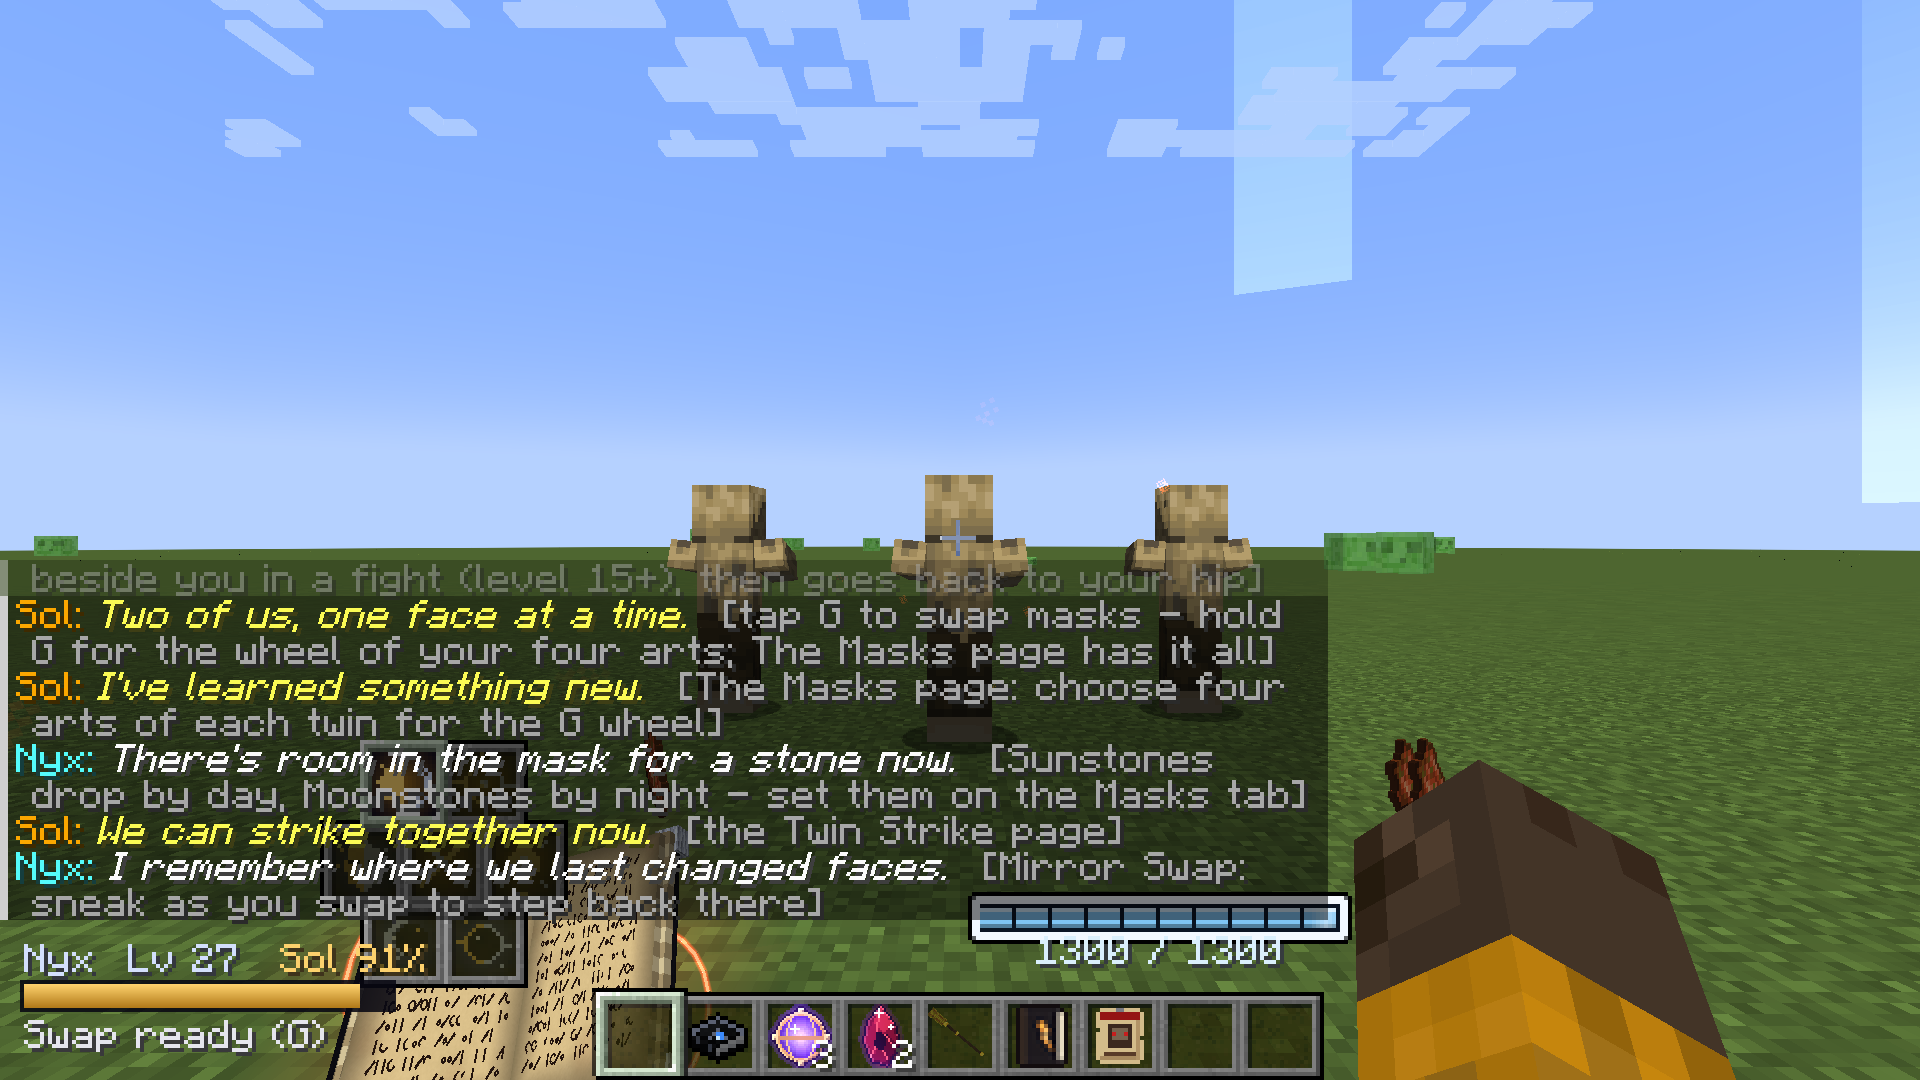 beside you in a fight (level 15+), then goes back to your hip]
Sol: Two of us, one face at a time. [tap G to swap masks — hold
G for the wheel of your four arts; The Masks page has it all]
Sol: I've learned something new. [The Masks page: choose four
arts of each twin for the G wheel]
Nyx: There's room in the mask for a stone now. [Sunstones
drop by day, Moonstones by night — set them on the Masks tab]
Sol: We can strike together now. [the Twin Strike page]
Nyx: I remember where we last changed faces. [Mirror Swap:
sneak as you swap to step back there]
Nyx Lv 27 Sol 91%
1300 / 1300
Swap ready (G)
3
2